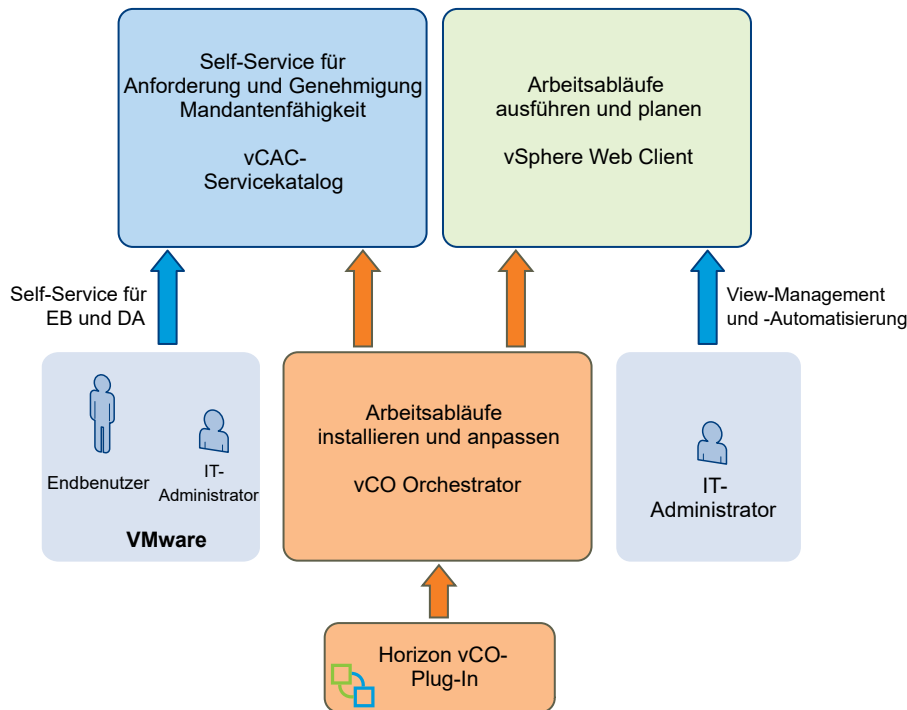 Self-Service für
Anforderung und Genehmigung
Mandantenfähigkeit
vCAC-
Servicekatalog
Arbeitsabläufe
ausführen und planen
vSphere Web Client
Self-Service für
EB und DA
View-Management
und -Automatisierung
Endbenutzer
IT-
Administrator
VMware
Arbeitsabläufe
installieren und anpassen
vCO Orchestrator
IT-
Administrator
Horizon vCO-
Plug-In